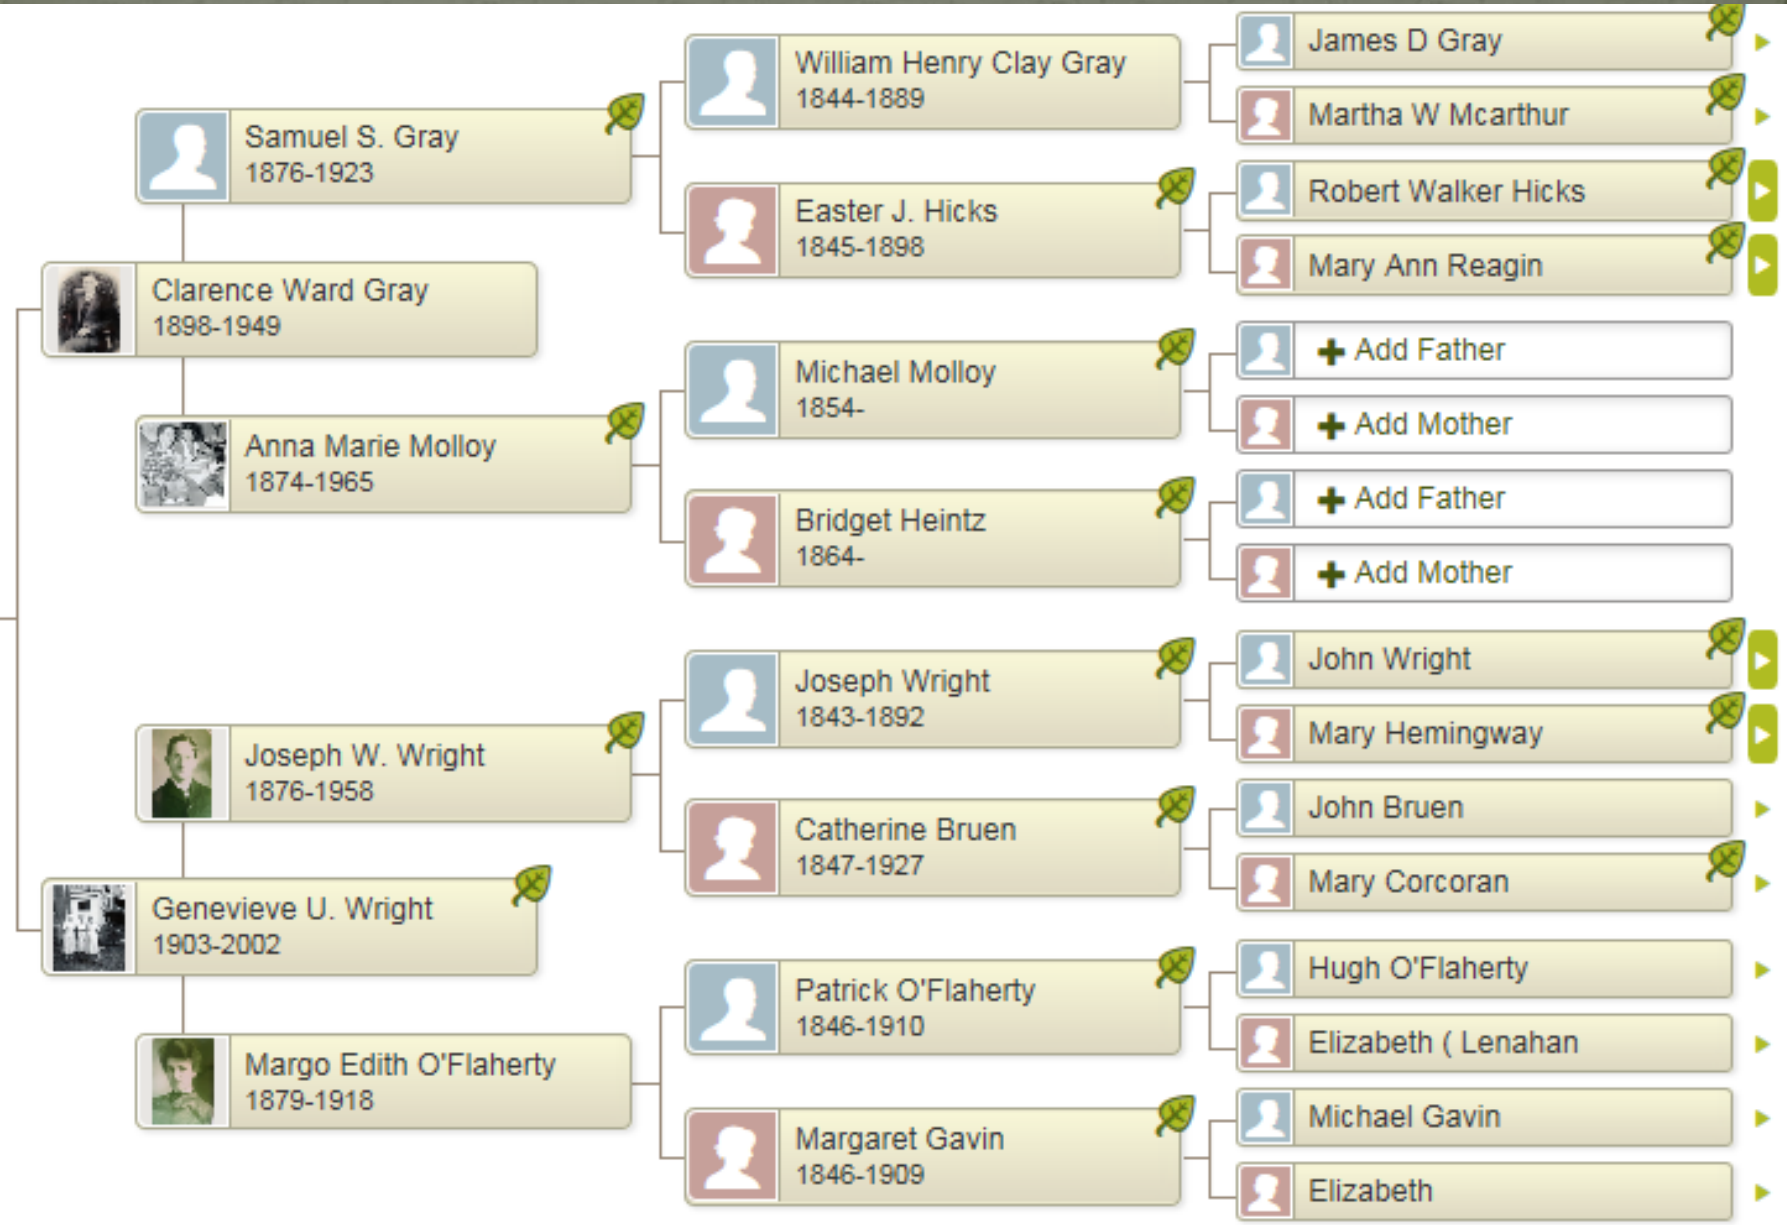 Clarence Ward Gray
1898-1949
Genevieve U. Wright
1903-2002
Samuel S. Gray
1876-1923
Anna Marie Molloy
1874-1965
Joseph W. Wright
1876-1958
Margo Edith O'Flaherty
1879-1918
William Henry Clay Gray
1844-1889
Easter J. Hicks
1845-1898
Michael Molloy
1854-
Bridget Heintz
1864-
Joseph Wright
1843-1892
Catherine Bruen
1847-1927
Patrick O'Flaherty
1846-1910
Margaret Gavin
1846-1909
James D Gray
Martha W Mcarthur
Robert Walker Hicks
Mary Ann Reagin
Add Father
Add Mother
Add Father
Add Mother
John Wright
Mary Hemingway
John Bruen
Mary Corcoran
Hugh O'Flaherty
Elizabeth ( Lenahan
Michael Gavin
Elizabeth